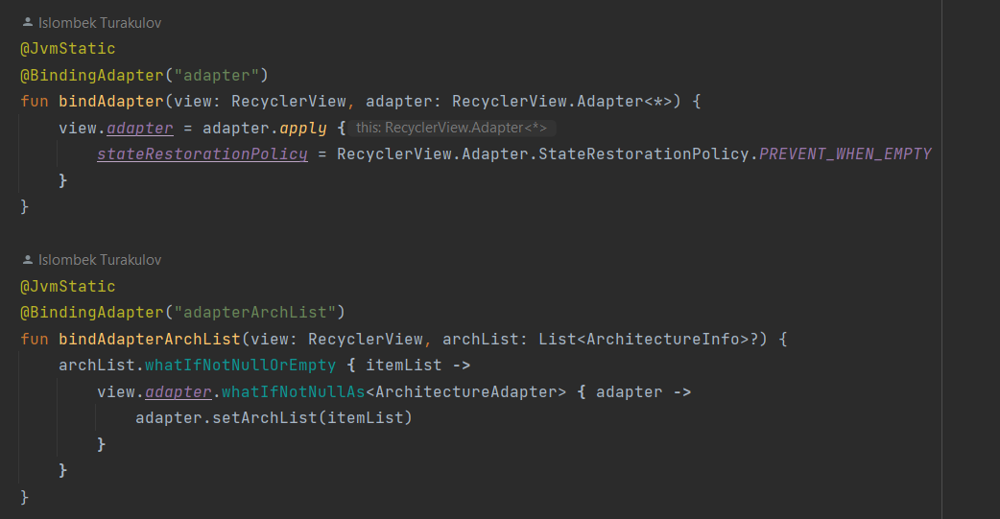 Islombek Turakulov
@JvmStatic
@BindingAdapter("adapter")
fun bindAdapter(view: RecyclerView, adapter: RecyclerView.Adapter<*>) {
    view.adapter = adapter.apply { this: RecyclerView.Adapter<*>
        stateRestorationPolicy = RecyclerView.Adapter.StateRestorationPolicy.PREVENT_WHEN_EMPTY
    }
}
Islombek Turakulov
@JvmStatic
@BindingAdapter("adapterArchList")
fun bindAdapterArchList(view: RecyclerView, archList: List<ArchitectureInfo>?) {
    archList.whatIfNotNullOrEmpty { itemList ->
        view.adapter.whatIfNotNullAs<ArchitectureAdapter> { adapter ->
            adapter.setArchList(itemList)
        }
    }
}